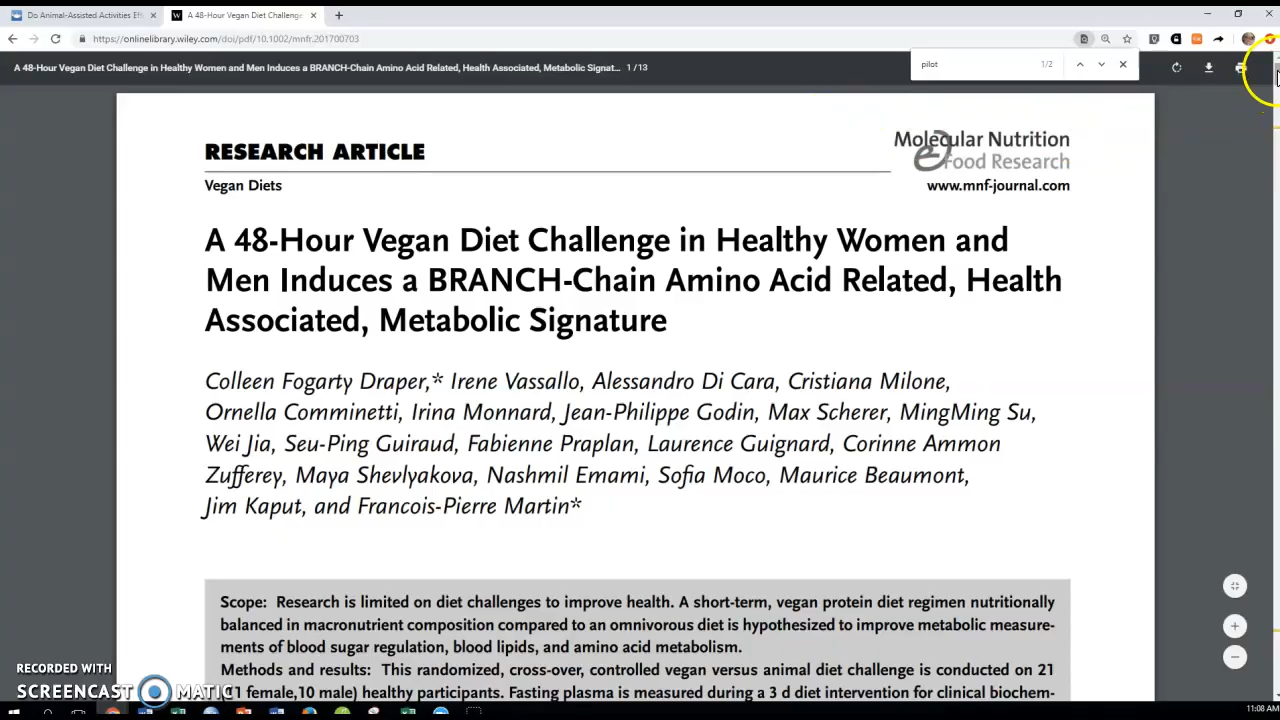 Do Animal-Assisted Activities Eff
A 48-Hour Vegan Diet Challenge
https://onlinelibrary.wiley.com/doi/pdf/10.1002/mnfr.201700703
A 48-Hour Vegan Diet Challenge in Healthy Women and Men Induces a BRANCH-Chain Amino Acid Related, Health Associated, Metabolic Signat... 1 / 13
pilot 1/2
RESEARCH ARTICLE
Molecular Nutrition
Food Research
Vegan Diets
www.mnf-journal.com
A 48-Hour Vegan Diet Challenge in Healthy Women and
Men Induces a BRANCH-Chain Amino Acid Related, Health
Associated, Metabolic Signature
Colleen Fogarty Draper,* Irene Vassallo, Alessandro Di Cara, Cristiana Milone,
Ornella Comminetti, Irina Monnard, Jean-Philippe Godin, Max Scherer, MingMing Su,
Wei Jia, Seu-Ping Guiraud, Fabienne Praplan, Laurence Guignard, Corinne Ammon
Zufferey, Maya Shevlyakova, Nashmil Emami, Sofia Moco, Maurice Beaumont,
Jim Kaput, and Francois-Pierre Martin*
Scope: Research is limited on diet challenges to improve health. A short-term, vegan protein diet regimen nutritionally
balanced in macronutrient composition compared to an omnivorous diet is hypothesized to improve metabolic measure-
ments of blood sugar regulation, blood lipids, and amino acid metabolism.
Methods and results: This randomized, cross-over, controlled vegan versus animal diet challenge is conducted on 21
1 female,10 male) healthy participants. Fasting plasma is measured during a 3 d diet intervention for clinical biochem-
RECORDED WITH
SCREENCAST MATIC
11:08 AM